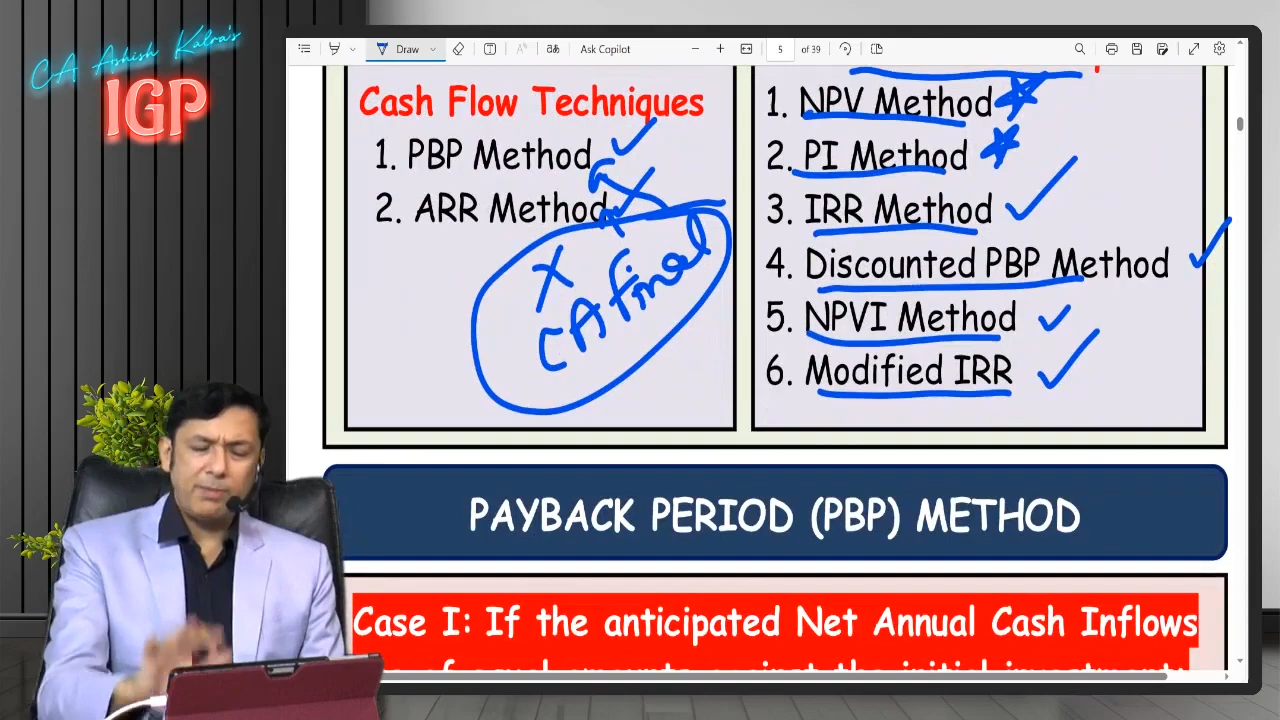 CA Ashish Kalra's
IGP
Draw
Ask Copilot
5 of 39
Cash Flow Techniques
1. PBP Method
2. ARR Method
X
CA Final
1. NPV Method
2. PI Method
3. IRR Method
4. Discounted PBP Method
5. NPVI Method
6. Modified IRR
PAYBACK PERIOD (PBP) METHOD
Case I: If the anticipated Net Annual Cash Inflows